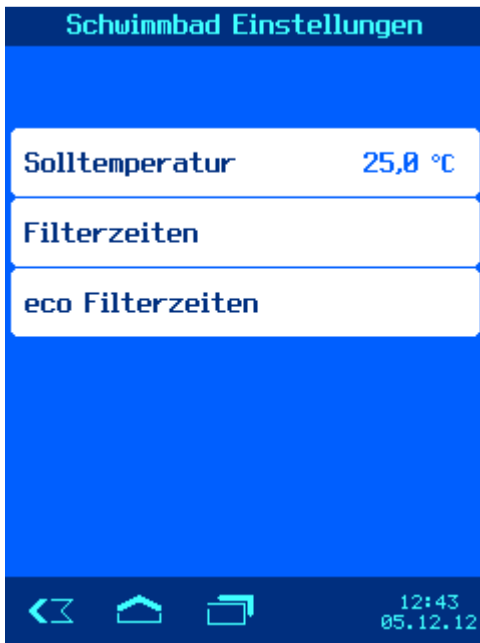 Schwimmbad Einstellungen
Solltemperatur 25,0 °C
Filterzeiten
eco Filterzeiten
12:43
05.12.12